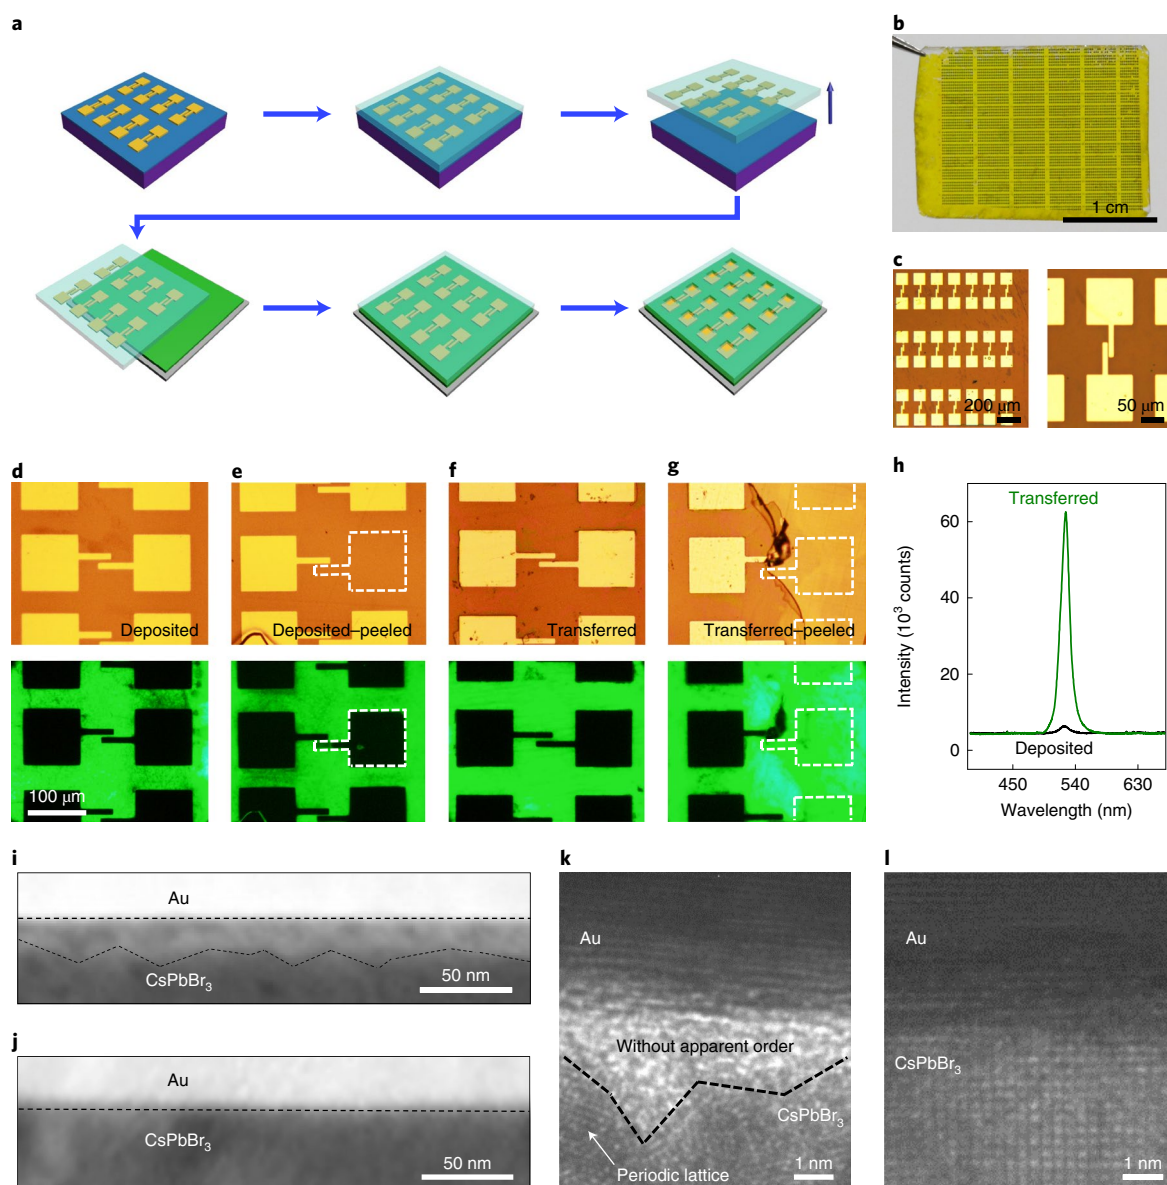 a
b
1 cm
c
200 μm
50 μm
d
e
f
g
Deposited
Deposited–peeled
Transferred
Transferred–peeled
100 μm
h
Transferred
Deposited
60
40
20
0
Intensity (10³ counts)
450
540
630
Wavelength (nm)
i
Au
CsPbBr₃
50 nm
j
Au
CsPbBr₃
50 nm
k
Au
Without apparent order
CsPbBr₃
Periodic lattice
1 nm
l
Au
CsPbBr₃
1 nm